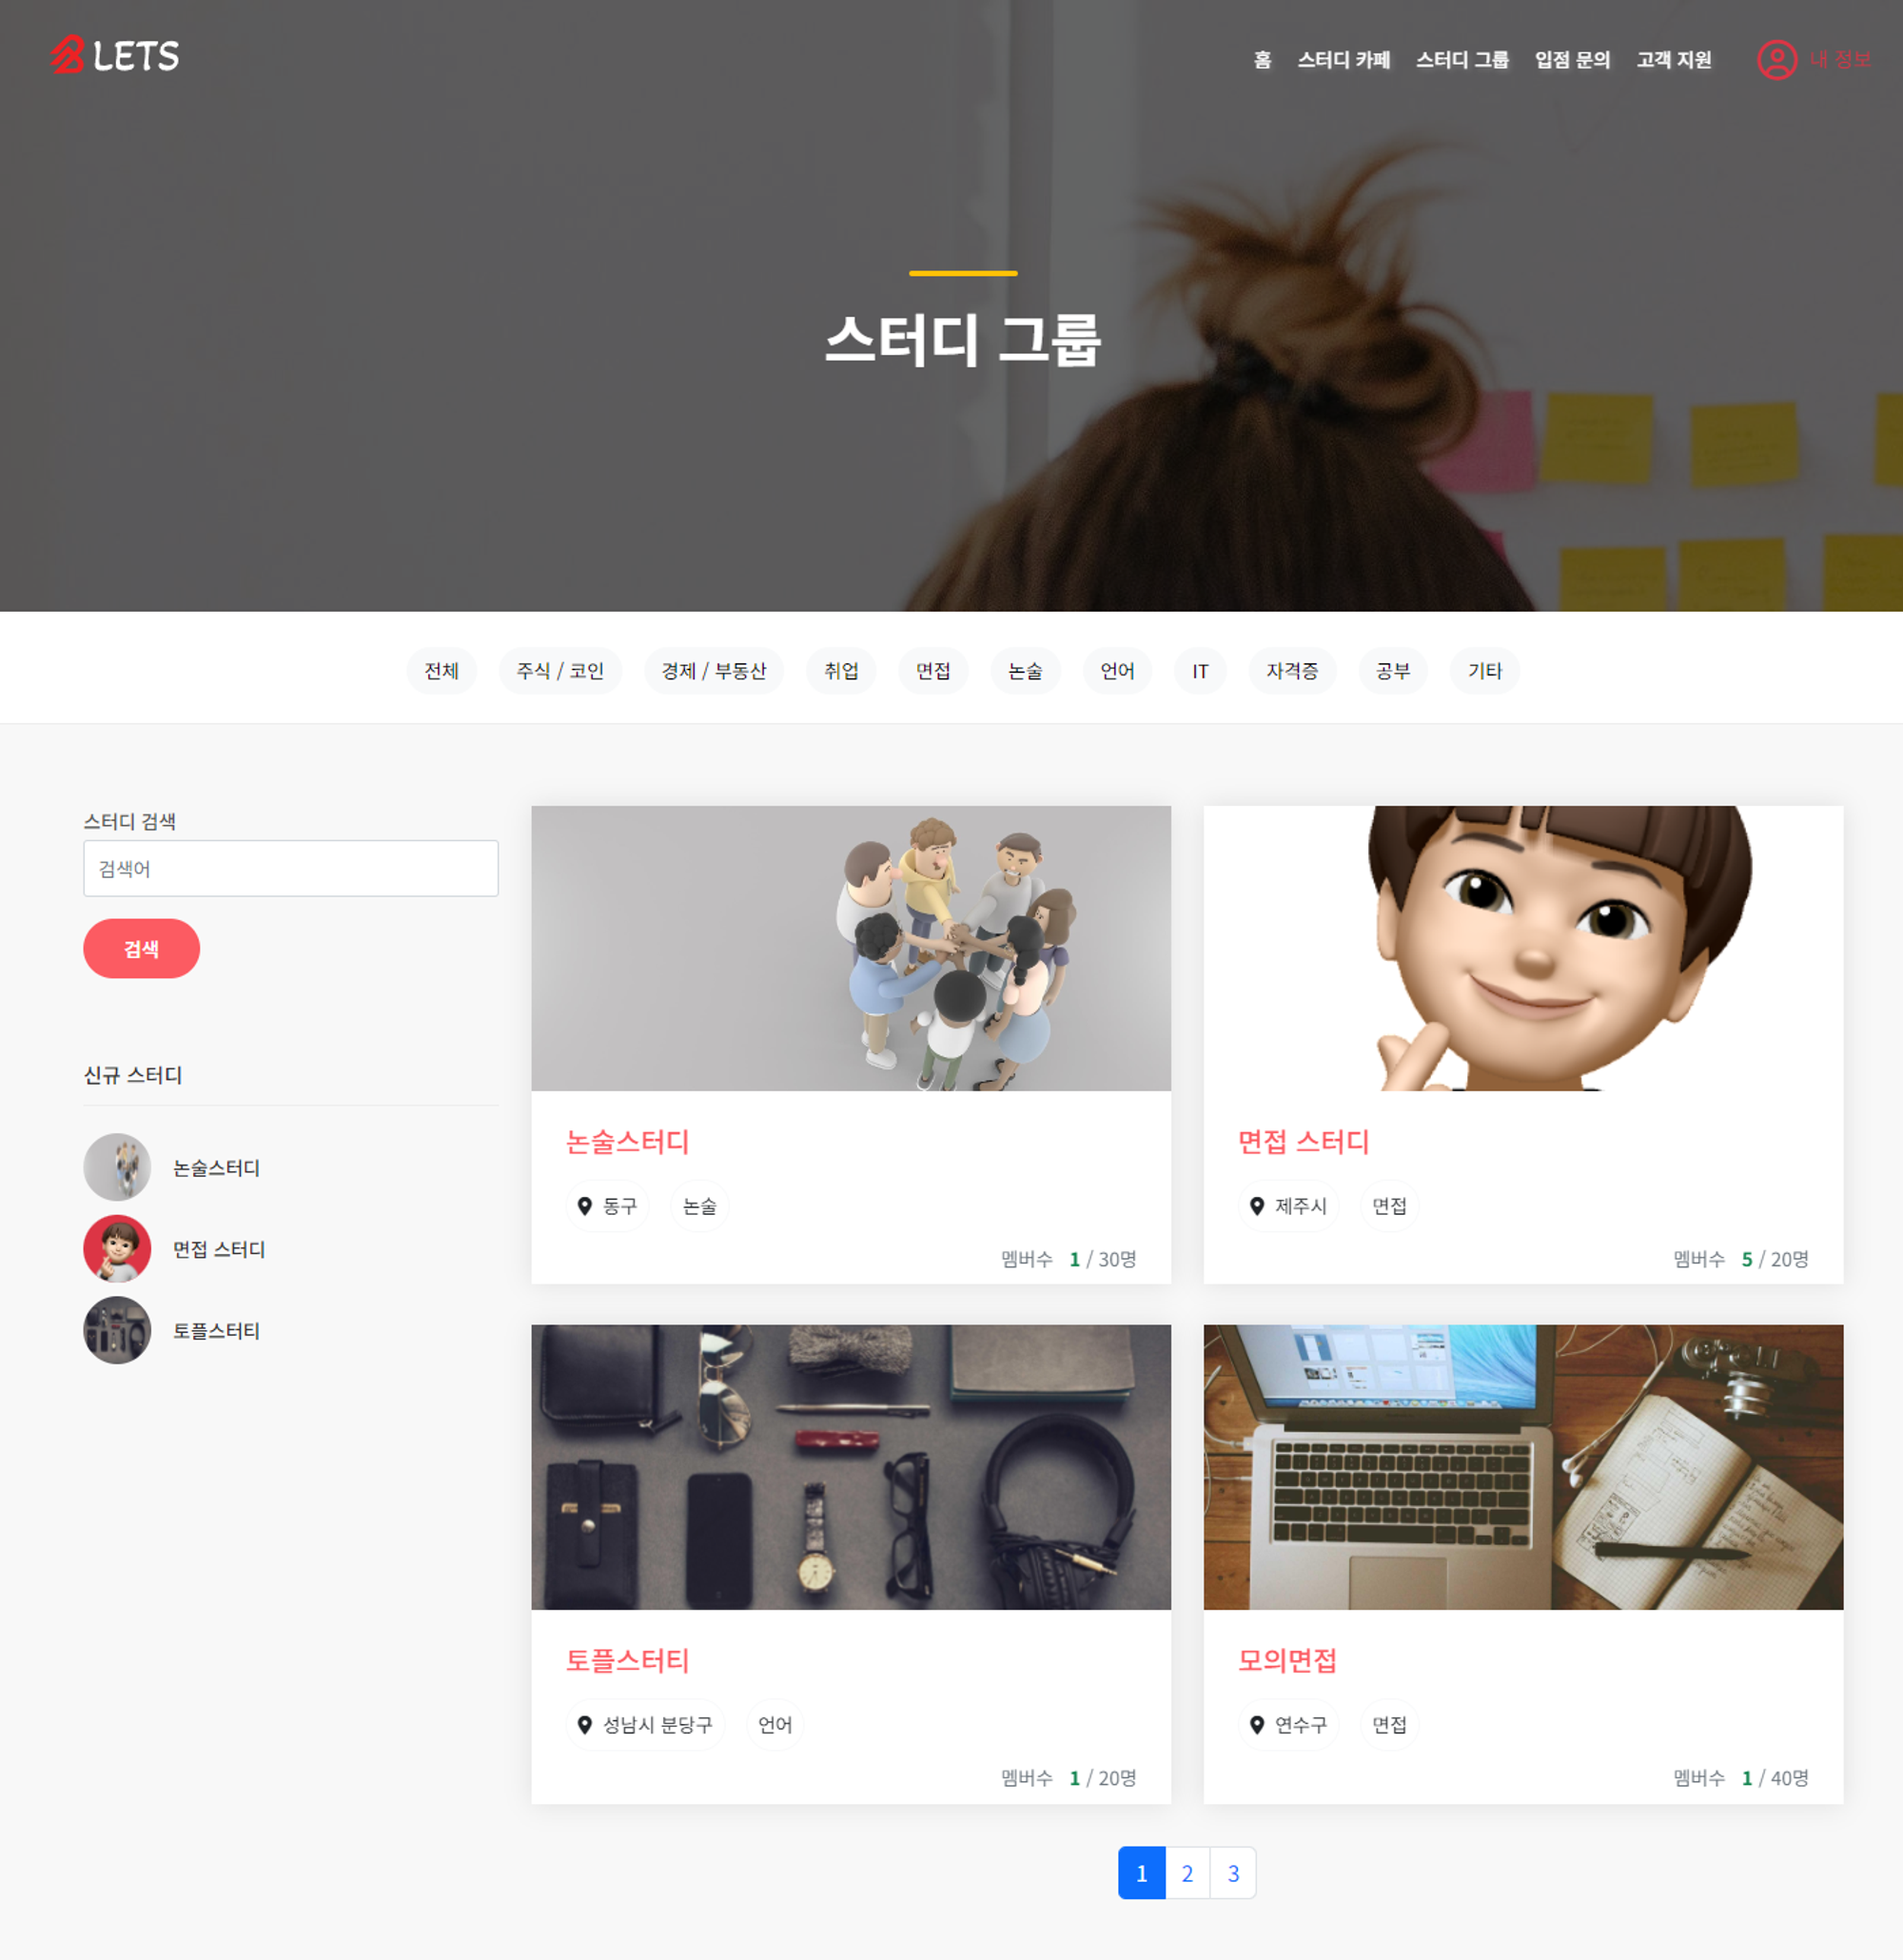 LETS
홈 스터디 카페 스터디 그룹 입점 문의 고객 지원 내 정보
스터디 그룹
전체 주식 / 코인 경제 / 부동산 취업 면접 논술 언어 IT 자격증 공부 기타
스터디 검색
검색어
검색
신규 스터디
논술스터디
면접 스터디
토플스터티
논술스터디
동구 논술
멤버수 1 / 30명
면접 스터디
제주시 면접
멤버수 5 / 20명
토플스터티
성남시 분당구 언어
멤버수 1 / 20명
모의면접
연수구 면접
멤버수 1 / 40명
1 2 3